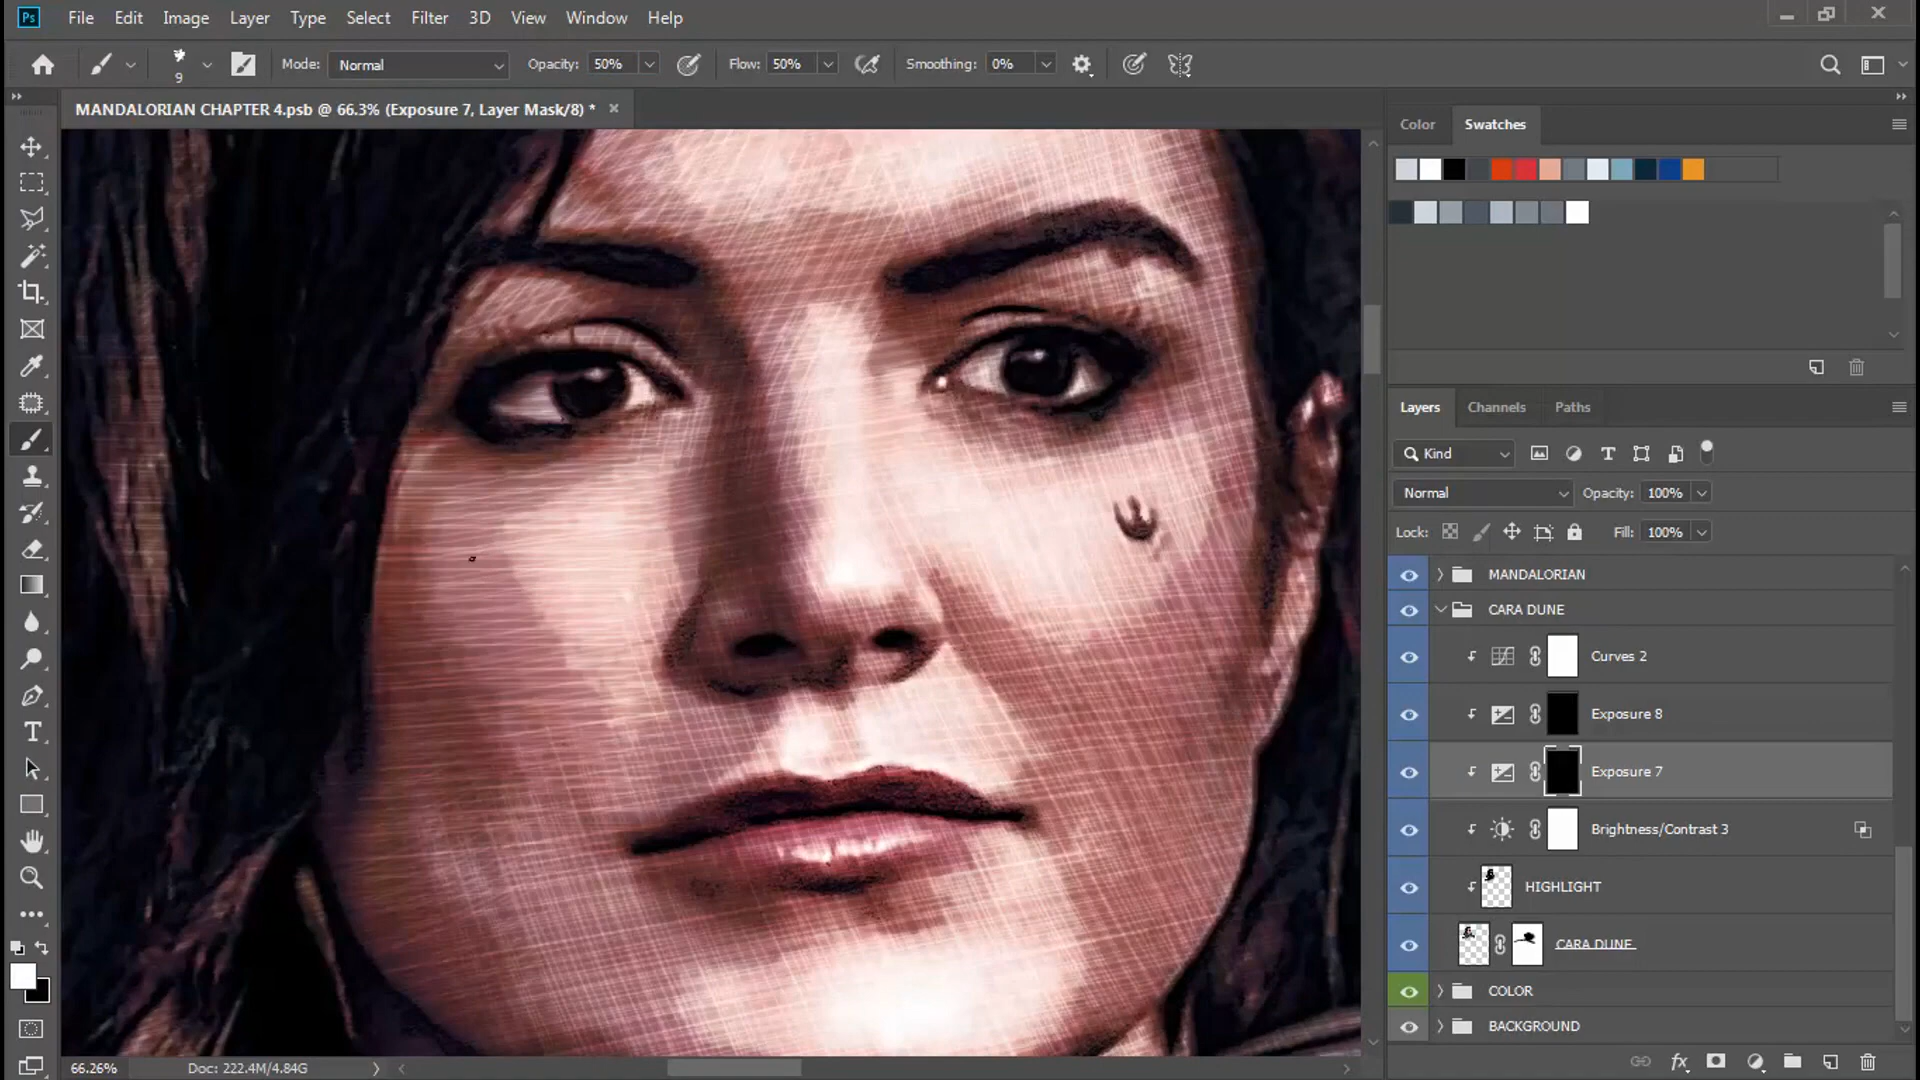 Ps File Edit Image Layer Type Select Filter 3D View Window Help
9 Mode: Normal Opacity: 50% Flow: 50% Smoothing: 0%
MANDALORIAN CHAPTER 4.psb @ 66.3% (Exposure 7, Layer Mask/8) *
Color Swatches
Layers Channels Paths
Kind
Normal Opacity: 100%
Lock: Fill: 100%
MANDALORIAN
CARA DUNE
Curves 2
Exposure 8
Exposure 7
Brightness/Contrast 3
HIGHLIGHT
CARA DUNE
COLOR
BACKGROUND
66.26% Doc: 222.4M/4.84G